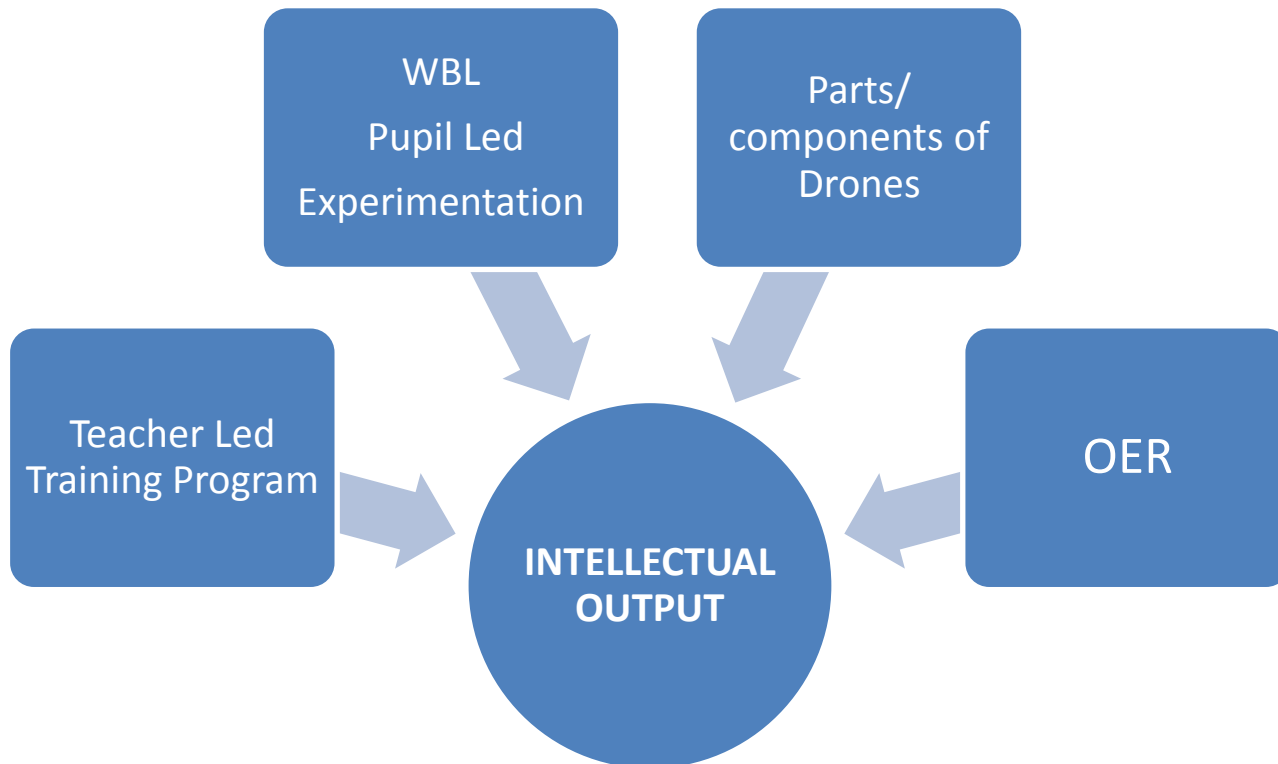 WBL
Pupil Led
Experimentation
Parts/
components of
Drones
Teacher Led
Training Program
OER
INTELLECTUAL
OUTPUT